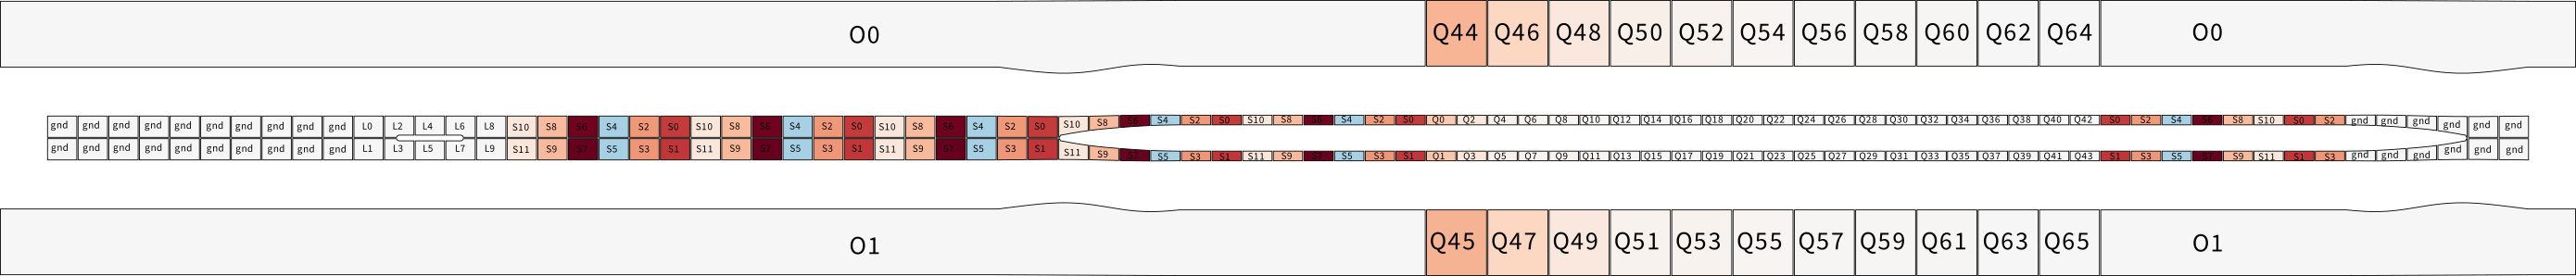 O0 Q44 Q46 Q48 Q50 Q52 Q54 Q56 Q58 Q60 Q62 Q64 O0
gnd gnd gnd gnd gnd gnd gnd gnd gnd gnd L0 L2 L4 L6 L8 S10 S8 S6 S4 S2 S0 S10 S8 S6 S4 S2 S0 S10 S8 S6 S4 S2 S0 S10 S8 S6 S4 S2 S0 S10 S8 S6 S4 S2 S0 Q0 Q2 Q4 Q6 Q8 Q10 Q12 Q14 Q16 Q18 Q20 Q22 Q24 Q26 Q28 Q30 Q32 Q34 Q36 Q38 Q40 Q42 S0 S2 S4 S6 S8 S10 S0 S2 gnd gnd gnd gnd gnd gnd
gnd gnd gnd gnd gnd gnd gnd gnd gnd gnd L1 L3 L5 L7 L9 S11 S9 S7 S5 S3 S1 S11 S9 S7 S5 S3 S1 S11 S9 S7 S5 S3 S1 S11 S9 S7 S5 S3 S1 S11 S9 S7 S5 S3 S1 Q1 Q3 Q5 Q7 Q9 Q11 Q13 Q15 Q17 Q19 Q21 Q23 Q25 Q27 Q29 Q31 Q33 Q35 Q37 Q39 Q41 Q43 S1 S3 S5 S7 S9 S11 S1 S3 gnd gnd gnd gnd gnd gnd
O1 Q45 Q47 Q49 Q51 Q53 Q55 Q57 Q59 Q61 Q63 Q65 O1